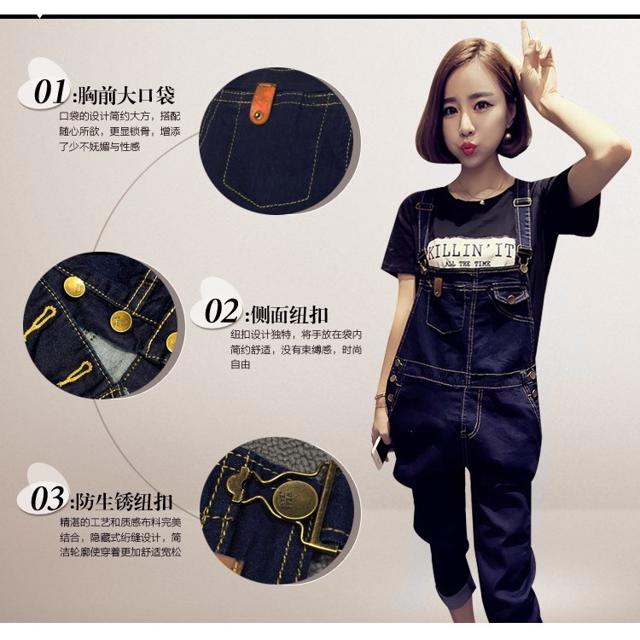 01:胸前大口袋
口袋的设计简约大方，搭配
随心所欲，更显锁骨，增添
了少不妩媚与性感
02:侧面纽扣
纽扣设计独特，将手放在袋内
简约舒适，没有束缚感，时尚
自由
03:防生锈纽扣
精湛的工艺和质感布料完美
结合，隐藏式绗缝设计，简
洁轮廓使穿着更加舒适宽松
KILLIN' IT
ALL THE TIME